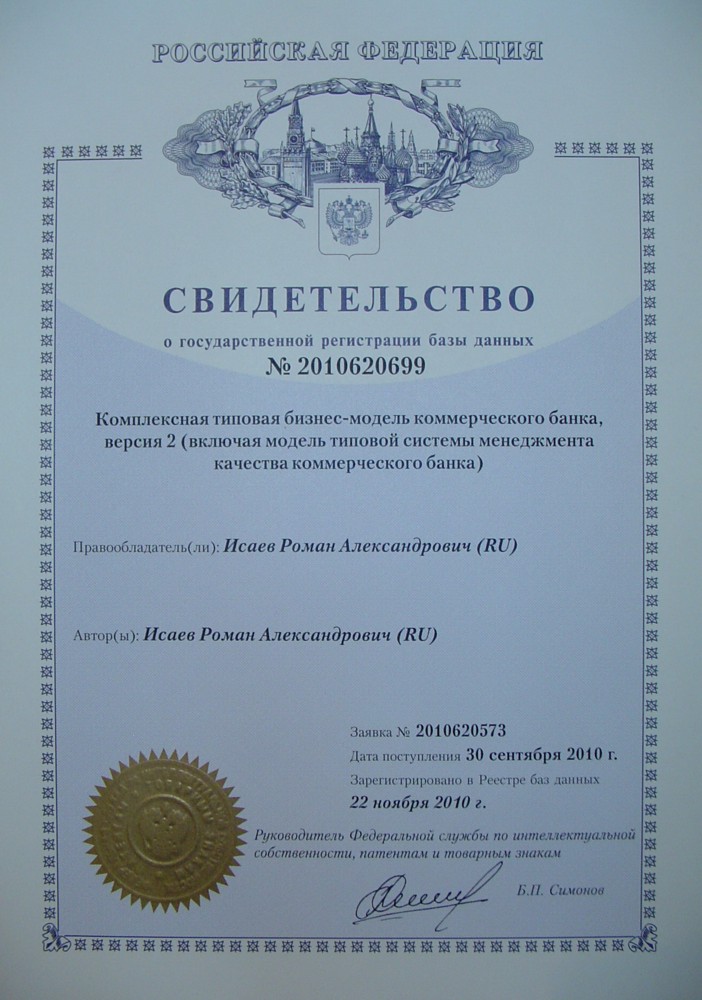 РОССИЙСКАЯ ФЕДЕРАЦИЯ
СВИДЕТЕЛЬСТВО
о государственной регистрации базы данных
№ 2010620699
Комплексная типовая бизнес-модель коммерческого банка,
версия 2 (включая модель типовой системы менеджмента
качества коммерческого банка)
Правообладатель(ли): Исаев Роман Александрович (RU)
Автор(ы): Исаев Роман Александрович (RU)
Заявка № 2010620573
Дата поступления 30 сентября 2010 г.
Зарегистрировано в Реестре баз данных
22 ноября 2010 г.
Руководитель Федеральной службы по интеллектуальной
собственности, патентам и товарным знакам
Б.П. Симонов